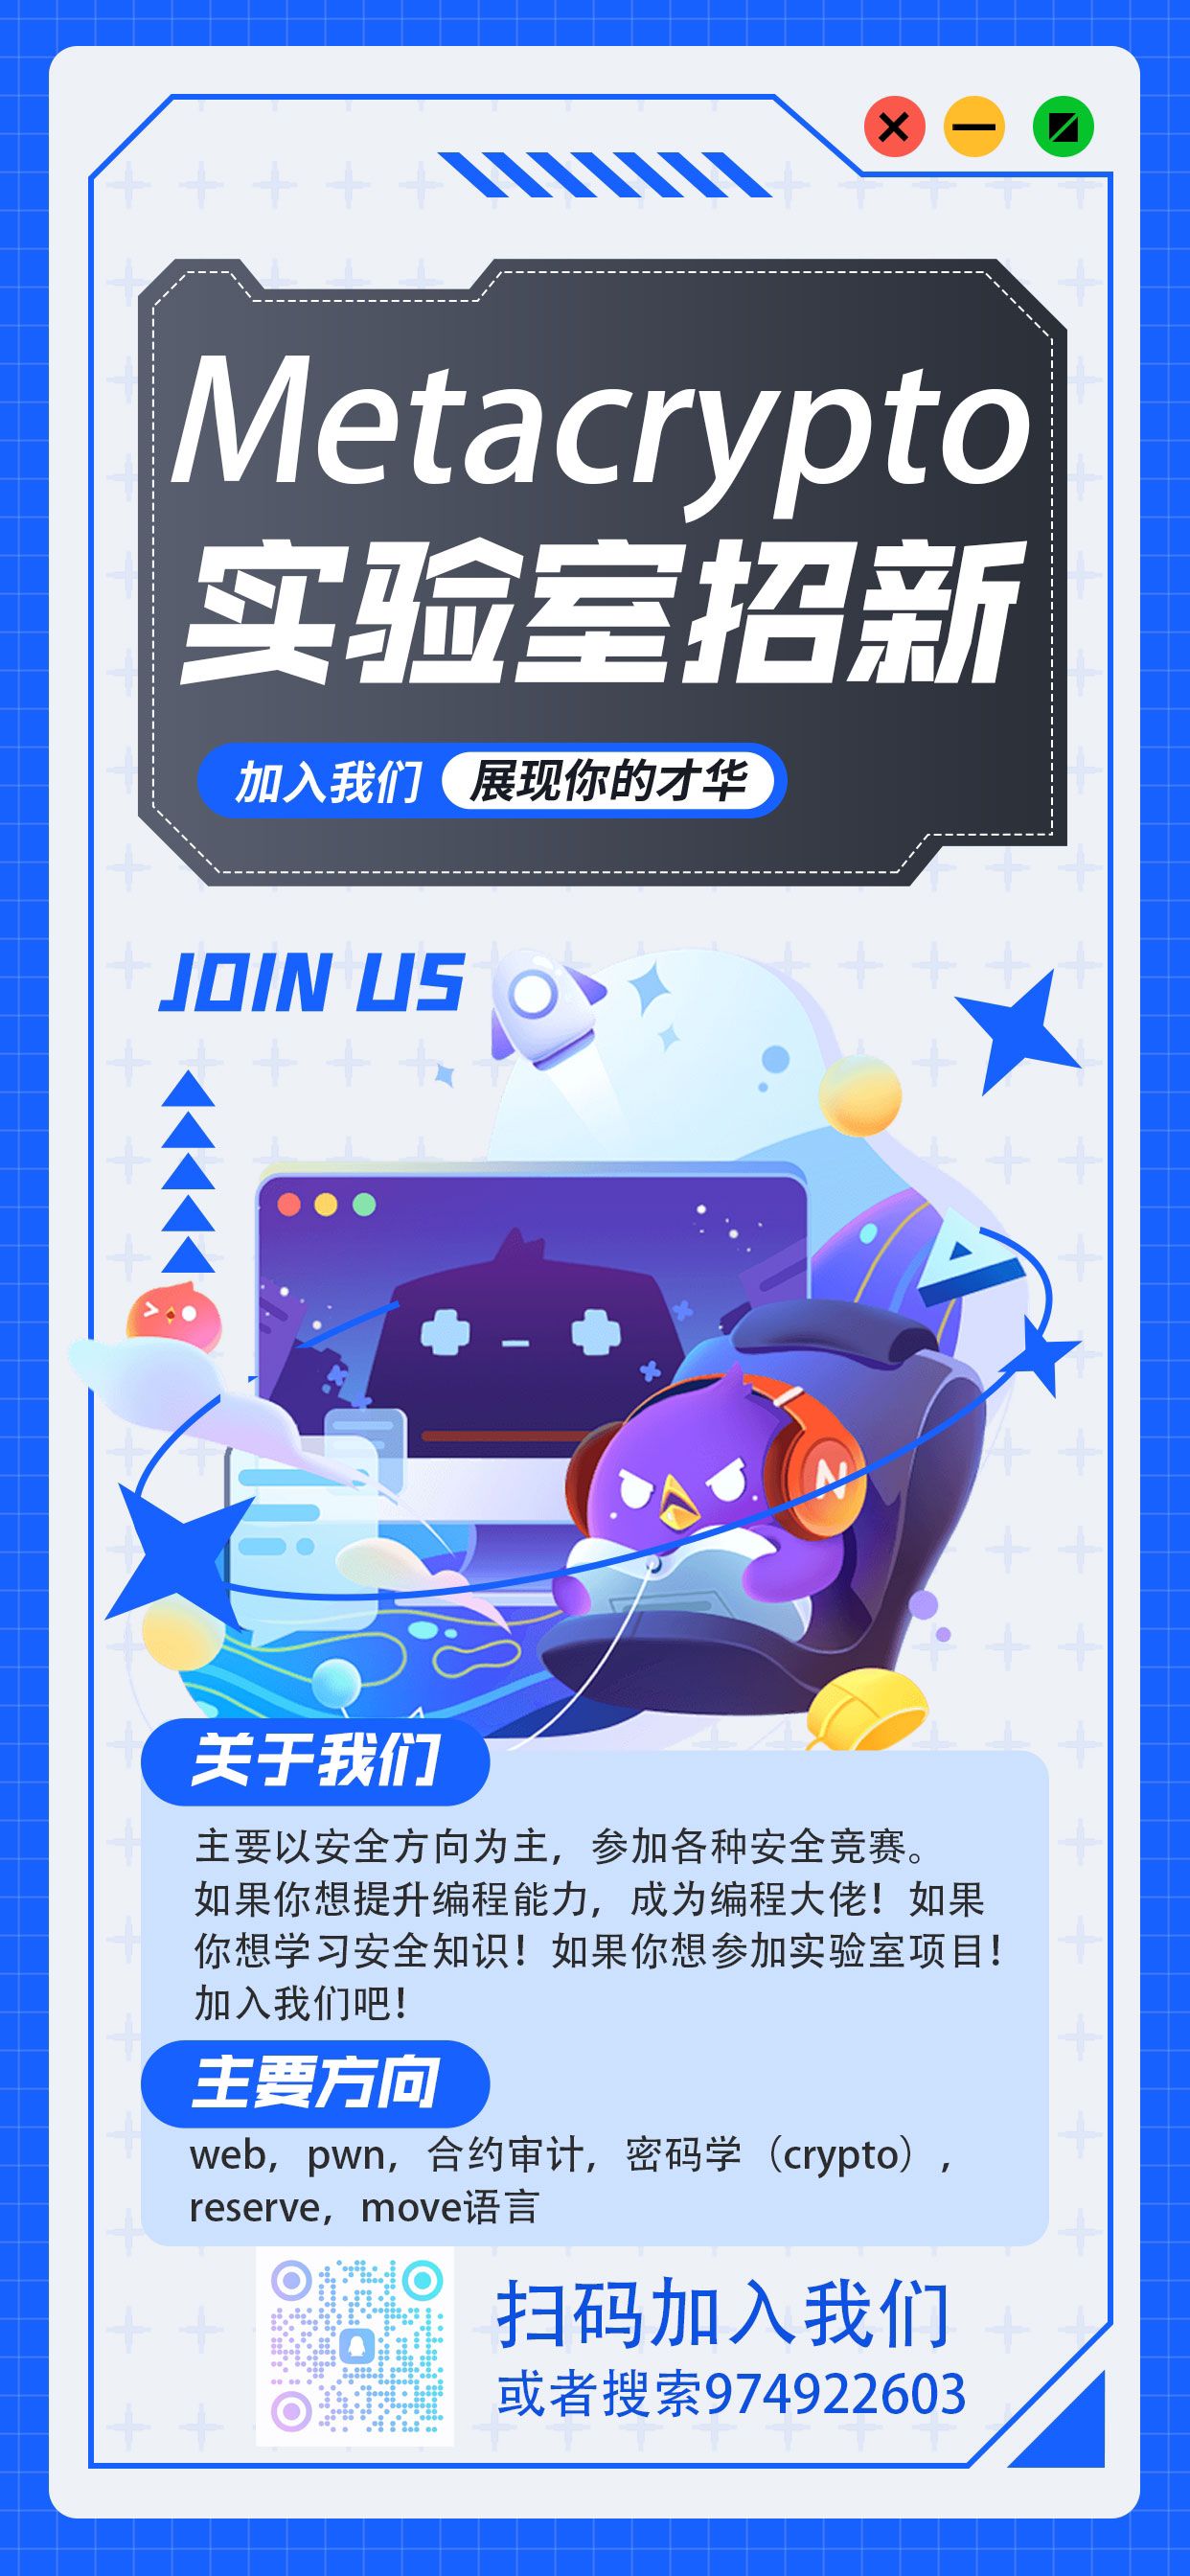 Metacrypto
实验室招新
加入我们 展现你的才华
JOIN US
N
关于我们
主要以安全方向为主，参加各种安全竞赛。
如果你想提升编程能力，成为编程大佬！如果
你想学习安全知识！如果你想参加实验室项目！
加入我们吧！
主要方向
web，pwn，合约审计，密码学（crypto），
reserve，move语言
扫码加入我们
或者搜索974922603